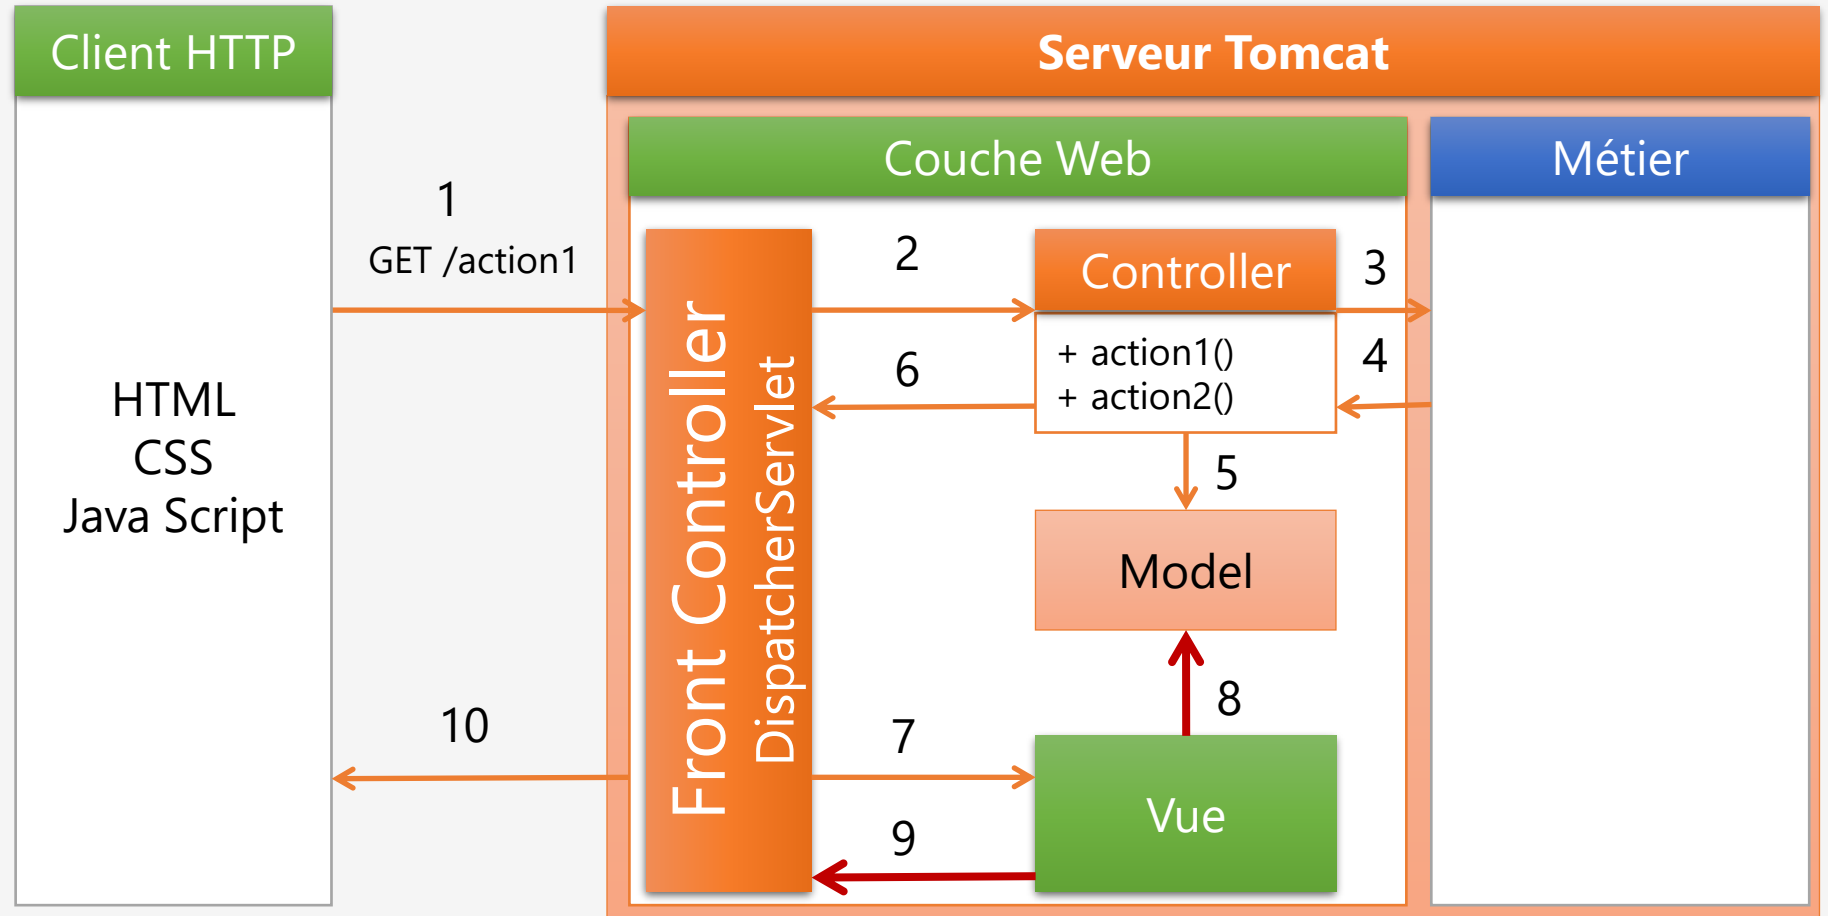 Client HTTP
Serveur Tomcat
Couche Web
Métier
1
GET /action1
HTML
CSS
Java Script
10
Front Controller
DispatcherServlet
2
Controller
3
+ action1()
+ action2()
4
6
5
Model
8
7
Vue
9